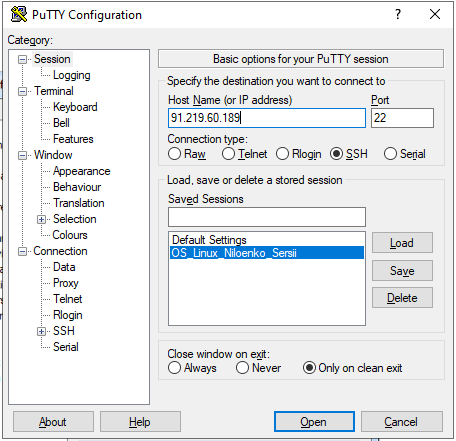 PuTTY Configuration
?
Category:
Session
Logging
Terminal
Keyboard
Bell
Features
Window
Appearance
Behaviour
Translation
Selection
Colours
Connection
Data
Proxy
Telnet
Rlogin
SSH
Serial
Basic options for your PuTTY session
Specify the destination you want to connect to
Host Name (or IP address) Port
91.219.60.189 22
Connection type:
Raw Telnet Rlogin SSH Serial
Load, save or delete a stored session
Saved Sessions
Default Settings
OS_Linux_Niloenko_Sersii
Load
Save
Delete
Close window on exit:
Always Never Only on clean exit
About Help Open Cancel